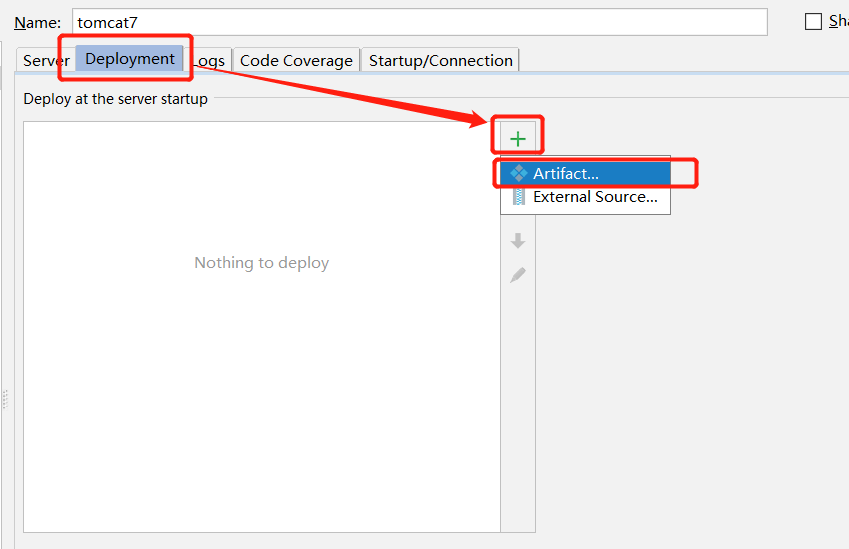 Name: tomcat7
Sha
Server Deployment Logs Code Coverage Startup/Connection
Deploy at the server startup
Artifact...
External Source...
Nothing to deploy